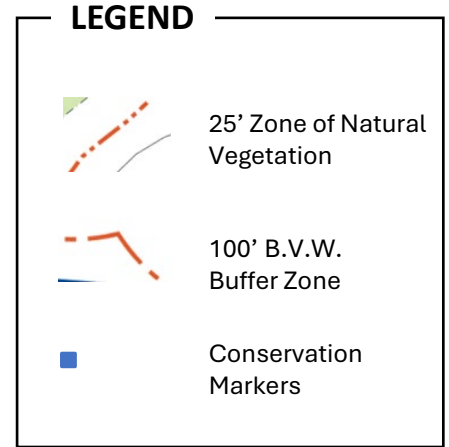 LEGEND
25’ Zone of Natural
Vegetation
100’ B.V.W.
Buffer Zone
Conservation
Markers